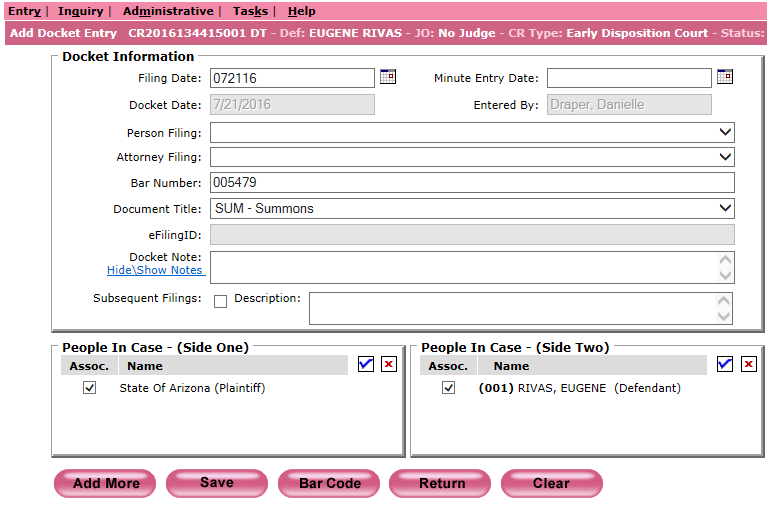 Entry | Inquiry | Administrative | Tasks | Help
Add Docket Entry CR2016134415001 DT - Def: EUGENE RIVAS - JO: No Judge - CR Type: Early Disposition Court - Status:
Docket Information
Filing Date: 072116 Minute Entry Date:
Docket Date: 7/21/2016 Entered By: Draper, Danielle
Person Filing:
Attorney Filing:
Bar Number: 005479
Document Title: SUM - Summons
eFilingID:
Docket Note:
Hide\Show Notes
Subsequent Filings: Description:
People In Case - (Side One) People In Case - (Side Two)
Assoc. Name Assoc. Name
State Of Arizona (Plaintiff) (001) RIVAS, EUGENE (Defendant)
Add More Save Bar Code Return Clear